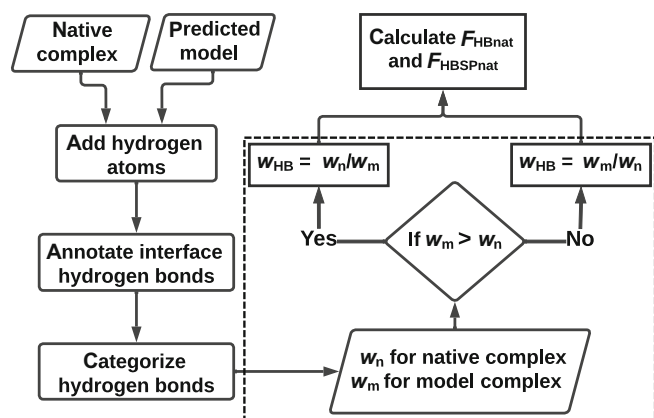 Native
complex
Predicted
model
Add hydrogen
atoms
Annotate interface
hydrogen bonds
Categorize
hydrogen bonds
Calculate FHBnat
and FHBSPnat
wHB = wn/wm
wHB = wm/wn
Yes
If wm > wn
No
wn for native complex
wm for model complex